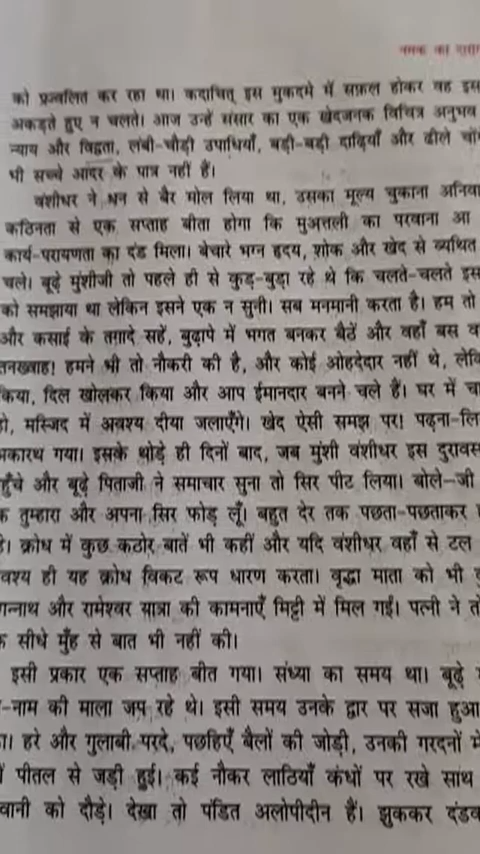 नमक का दारोगा
को प्रज्वलित कर रहा था। कदाचित् इस मुकदमे में सफ़ल होकर वह इस
अकड़ते हुए न चलते। आज उन्हें संसार का एक खेदजनक विचित्र अनुभव
न्याय और विद्वता, लंबी-चौड़ी उपाधियाँ, बड़ी-बड़ी दाढ़ियाँ और ढीले चो
भी सच्चे आदर के पात्र नहीं हैं।
वंशीधर ने धन से बैर मोल लिया था, उसका मूल्य चुकाना अनिवा
कठिनता से एक सप्ताह बीता होगा कि मुअत्तली का परवाना आ
कार्य-परायणता का दंड मिला। बेचारे भग्न हृदय, शोक और खेद से व्यथित
चले। बूढ़े मुंशीजी तो पहले ही से कुड़-बुड़ा रहे थे कि चलते-चलते इस
को समझाया था लेकिन इसने एक न सुनी। सब मनमानी करता है। हम तो
और कसाई के तगादे सहें, बुढ़ापे में भगत बनकर बैठें और वहाँ बस व
तनख्वाह! हमने भी तो नौकरी की है, और कोई ओहदेदार नहीं थे, लेकि
किया, दिल खोलकर किया और आप ईमानदार बनने चले हैं। घर में चा
हो, मस्जिद में अवश्य दीया जलाएँगे। खेद ऐसी समझ पर! पढ़ना-लि
अकारथ गया। इसके थोड़े ही दिनों बाद, जब मुंशी वंशीधर इस दुरावस
हुँचे और बूढ़े पिताजी ने समाचार सुना तो सिर पीट लिया। बोले-जी
क तुम्हारा और अपना सिर फोड़ लूँ। बहुत देर तक पछता-पछताकर
हे। क्रोध में कुछ कठोर बातें भी कहीं और यदि वंशीधर वहाँ से टल
वश्य ही यह क्रोध विकट रूप धारण करता। वृद्धा माता को भी
गन्नाथ और रामेश्वर यात्रा की कामनाएँ मिट्टी में मिल गईं। पत्नी ने तो
क सीधे मुँह से बात भी नहीं की।
इसी प्रकार एक सप्ताह बीत गया। संध्या का समय था। बूढ़े
-नाम की माला जप रहे थे। इसी समय उनके द्वार पर सजा हुआ
का। हरे और गुलाबी परदे, पछहिएँ बैलों की जोड़ी, उनकी गरदनों में
पीतल से जड़ी हुई। कई नौकर लाठियाँ कंधों पर रखे साथ
वानी को दौड़े। देखा तो पंडित अलोपीदीन हैं। झुककर दंडव